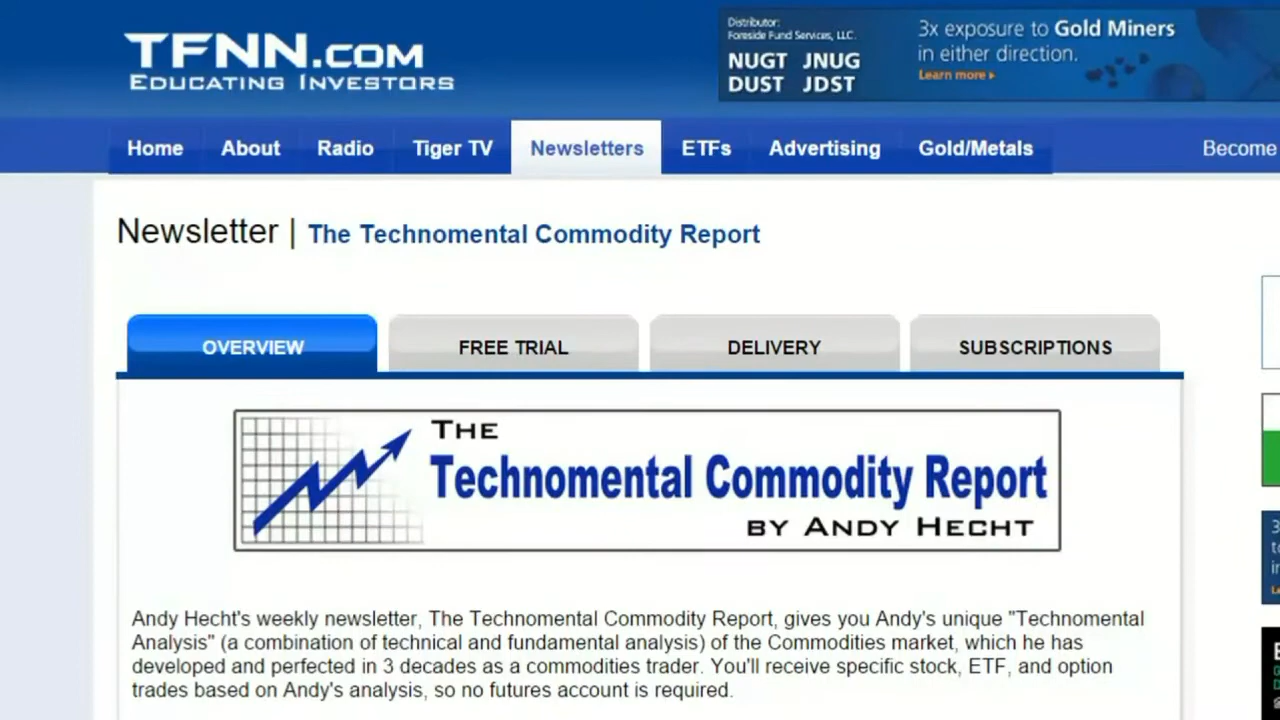 TFNN.COM
EDUCATING INVESTORS
Distributor:
Foreside Fund Services, LLC.
NUGT JNUG
DUST JDST
3x exposure to Gold Miners
in either direction.
Learn more
Home About Radio Tiger TV Newsletters ETFs Advertising Gold/Metals Become
Newsletter | The Technomental Commodity Report
OVERVIEW FREE TRIAL DELIVERY SUBSCRIPTIONS
THE
Technomental Commodity Report
BY ANDY HECHT
Andy Hecht's weekly newsletter, The Technomental Commodity Report, gives you Andy's unique "Technomental
Analysis" (a combination of technical and fundamental analysis) of the Commodities market, which he has
developed and perfected in 3 decades as a commodities trader. You'll receive specific stock, ETF, and option
trades based on Andy's analysis, so no futures account is required.